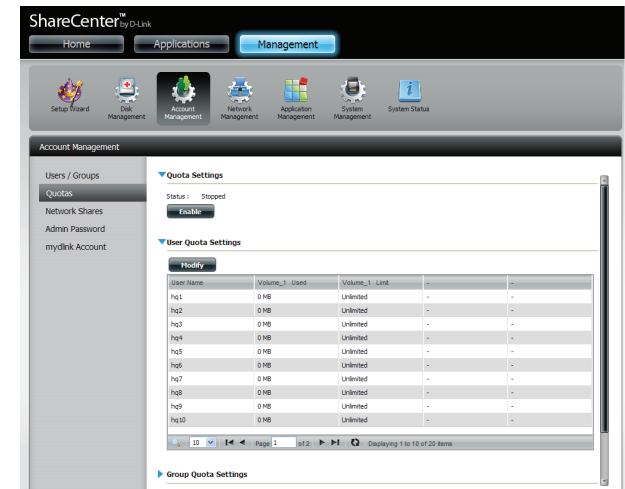 ShareCenter™ by D-Link
Home Applications Management
Setup Wizard Disk Management Account Management Network Management Application Management System Management System Status
Account Management
Users / Groups
Quotas
Network Shares
Admin Password
mydlink Account
Quota Settings
Status : Stopped
Enable
User Quota Settings
Modify
User Name Volume_1 Used Volume_1 Limit - -
hq1 0 MB Unlimited - -
hq2 0 MB Unlimited - -
hq3 0 MB Unlimited - -
hq4 0 MB Unlimited - -
hq5 0 MB Unlimited - -
hq6 0 MB Unlimited - -
hq7 0 MB Unlimited - -
hq8 0 MB Unlimited - -
hq9 0 MB Unlimited - -
hq10 0 MB Unlimited - -
10 Page 1 of 2 Displaying 1 to 10 of 20 items
Group Quota Settings